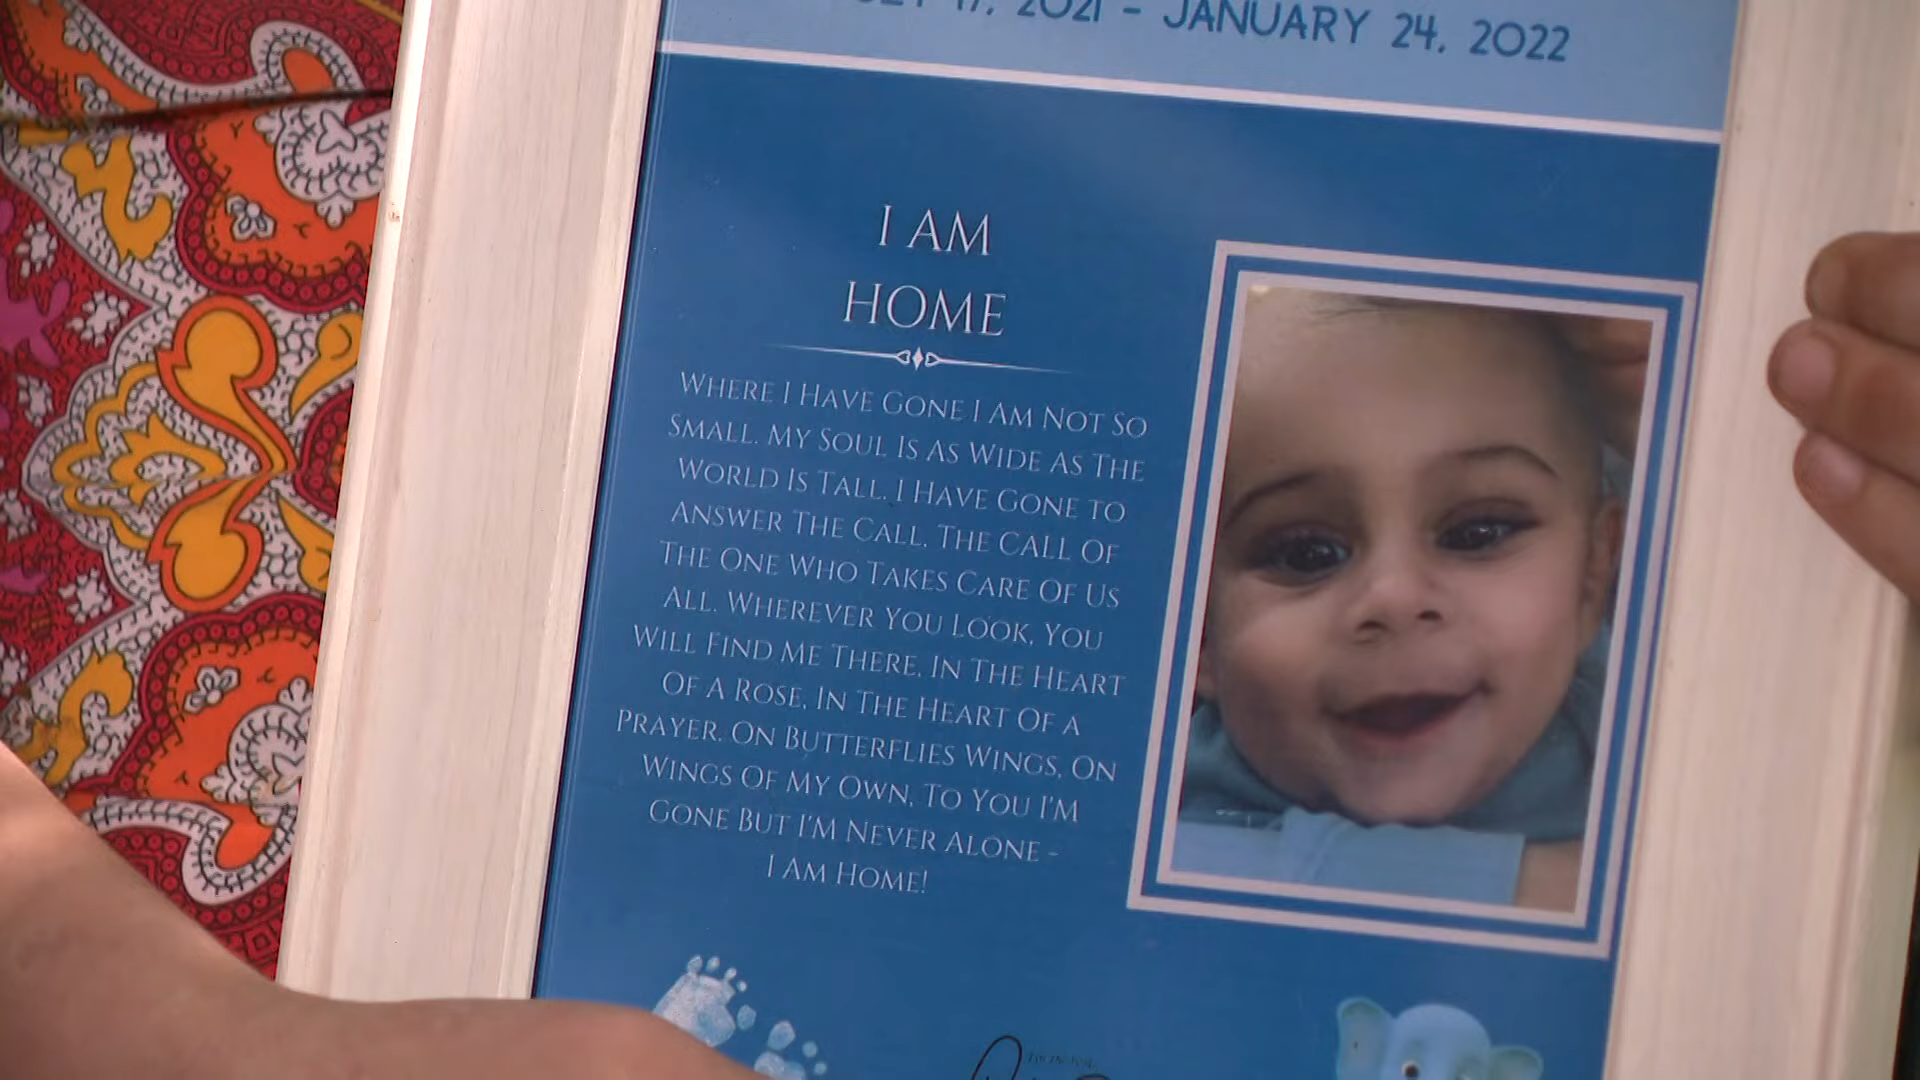 17, 2021 - JANUARY 24, 2022
I AM
HOME
WHERE I HAVE GONE I AM NOT SO
SMALL. MY SOUL IS AS WIDE AS THE
WORLD IS TALL. I HAVE GONE TO
ANSWER THE CALL, THE CALL OF
THE ONE WHO TAKES CARE OF US
ALL. WHEREVER YOU LOOK, YOU
WILL FIND ME THERE, IN THE HEART
OF A ROSE, IN THE HEART OF A
PRAYER. ON BUTTERFLIES WINGS, ON
WINGS OF MY OWN, TO YOU I'M
GONE BUT I'M NEVER ALONE -
I AM HOME!